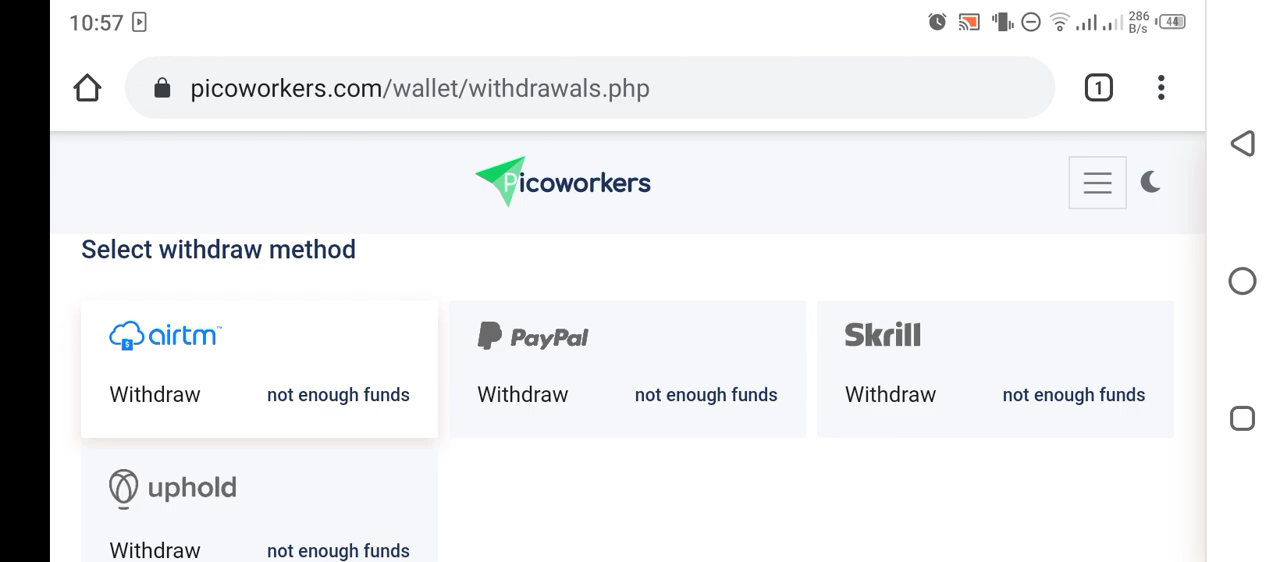 10:57 286 B/s 44
picoworkers.com/wallet/withdrawals.php 1
Picoworkers
Select withdraw method
airtm™ PayPal Skrill
Withdraw not enough funds Withdraw not enough funds Withdraw not enough funds
uphold
Withdraw not enough funds